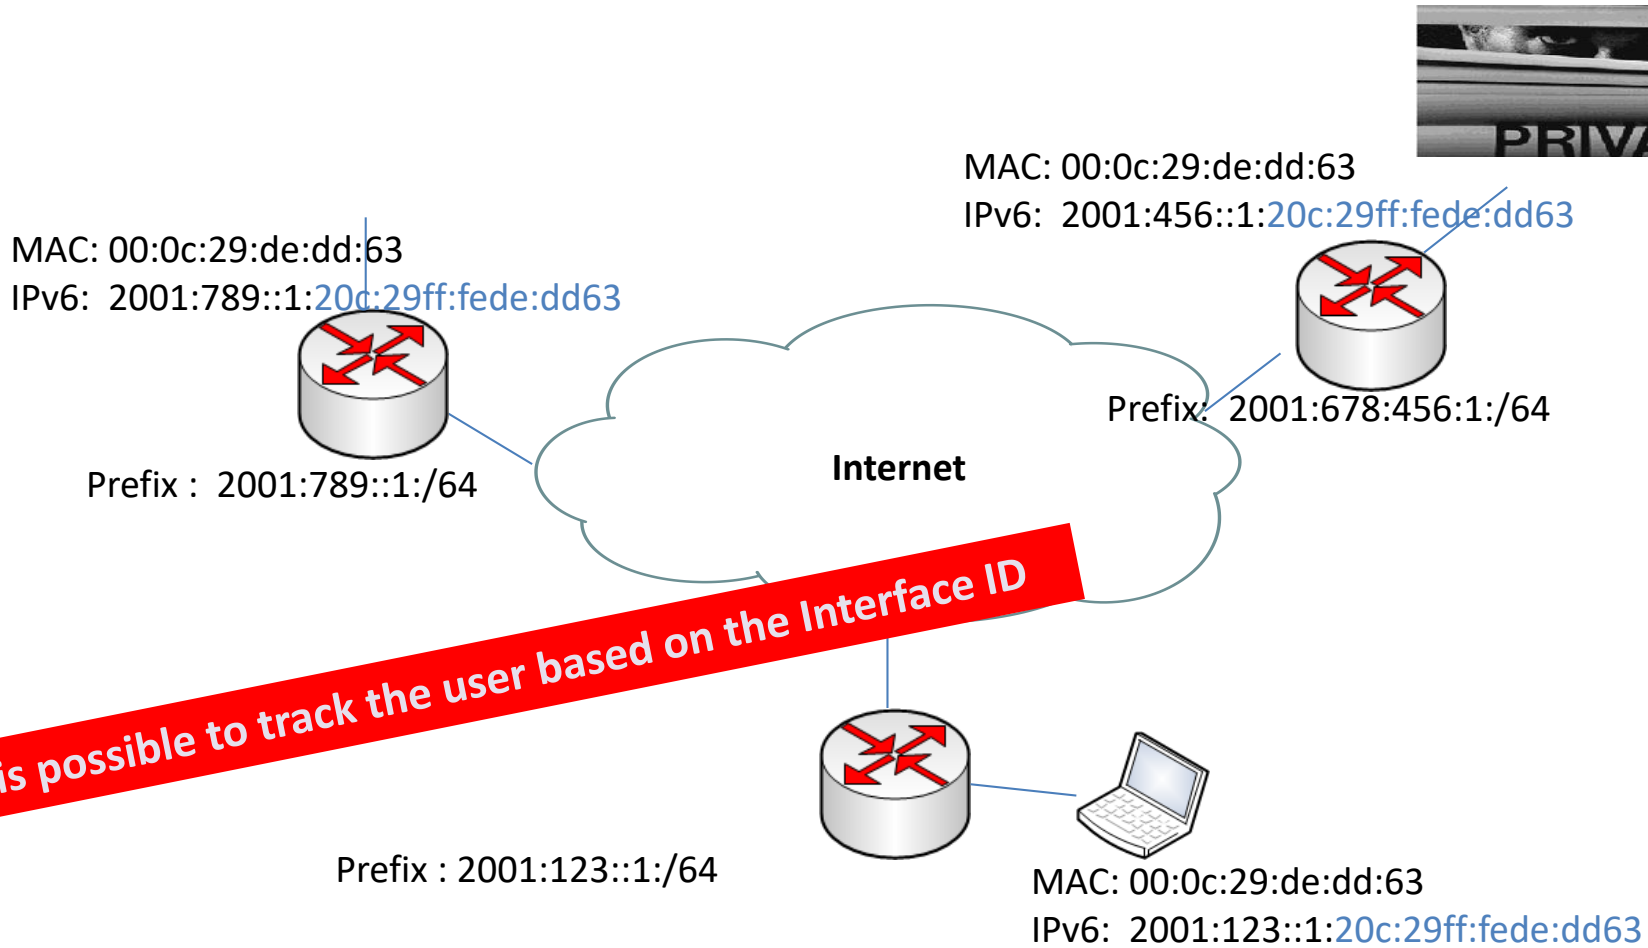 PRIVA
MAC: 00:0c:29:de:dd:63
IPv6:  2001:456::1:20c:29ff:fede:dd63
MAC: 00:0c:29:de:dd:63
IPv6:  2001:789::1:20c:29ff:fede:dd63
Prefix:  2001:678:456:1:/64
Internet
Prefix :  2001:789::1:/64
is possible to track the user based on the Interface ID
Prefix : 2001:123::1:/64
MAC: 00:0c:29:de:dd:63
IPv6:  2001:123::1:20c:29ff:fede:dd63